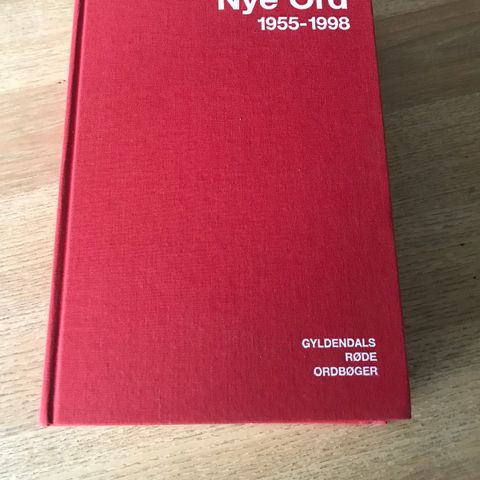 Nye Ord
1955-1998
GYLDENDALS
RØDE
ORDBØGER